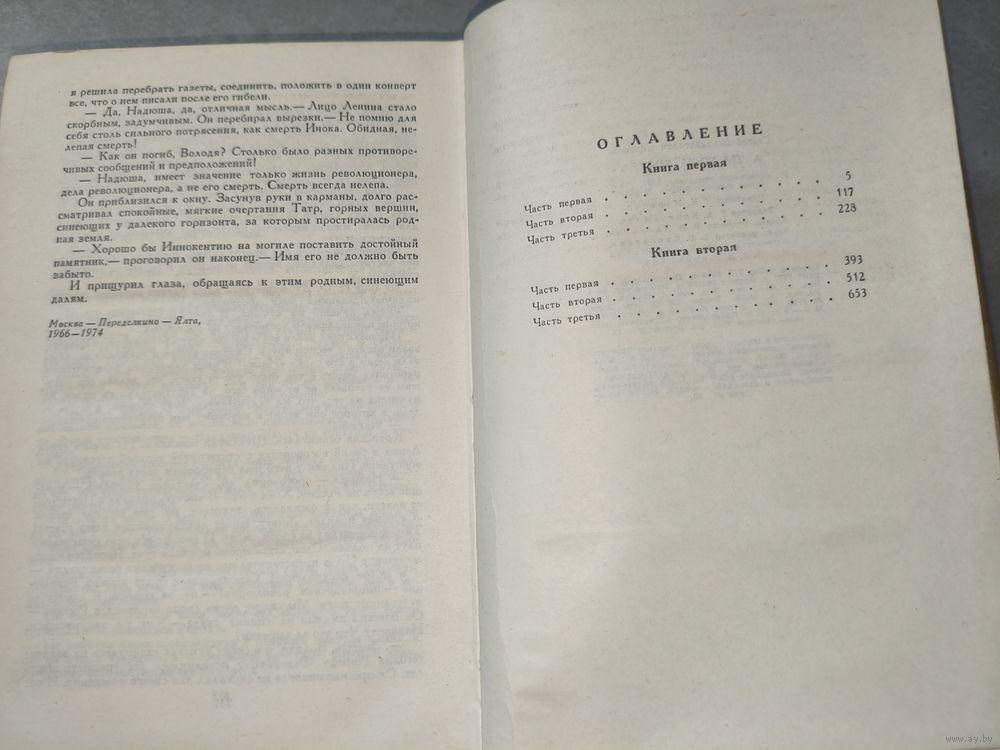 я решила перебрать газеты, соединить, положить в один конверт
все, что о нем писали после его гибели.
— Да, Надюша, да, отличная мысль.— Лицо Ленина стало
скорбным, задумчивым. Он перебирал вырезки.— Не помню для
себя столь сильного потрясения, как смерть Инока. Обидная, не-
лепая смерть!
— Как он погиб, Володя? Столько было разных противоре-
чивых сообщений и предположений!
— Надюша, имеет значение только жизнь революционера,
дела революционера, а не его смерть. Смерть всегда нелепа.
Он приблизился к окну. Засунув руки в карманы, долго рас-
сматривал спокойные, мягкие очертания Татр, горных вершин,
синеющих у далекого горизонта, за которым простиралась род-
ная земля.
— Хорошо бы Иннокентию на могиле поставить достойный
памятник,— проговорил он наконец.— Имя его не должно быть
забыто.
И прищурил глаза, обращаясь к этим родным, синеющим
далям.
Москва — Переделкино — Ялта,
1966—1974
ОГЛАВЛЕНИЕ
Книга первая
Часть первая . . . . . . . . . . 5
Часть вторая . . . . . . . . . . 117
Часть третья . . . . . . . . . . 228
Книга вторая
Часть первая . . . . . . . . . . 393
Часть вторая . . . . . . . . . . 512
Часть третья . . . . . . . . . . 653
www.ay.by